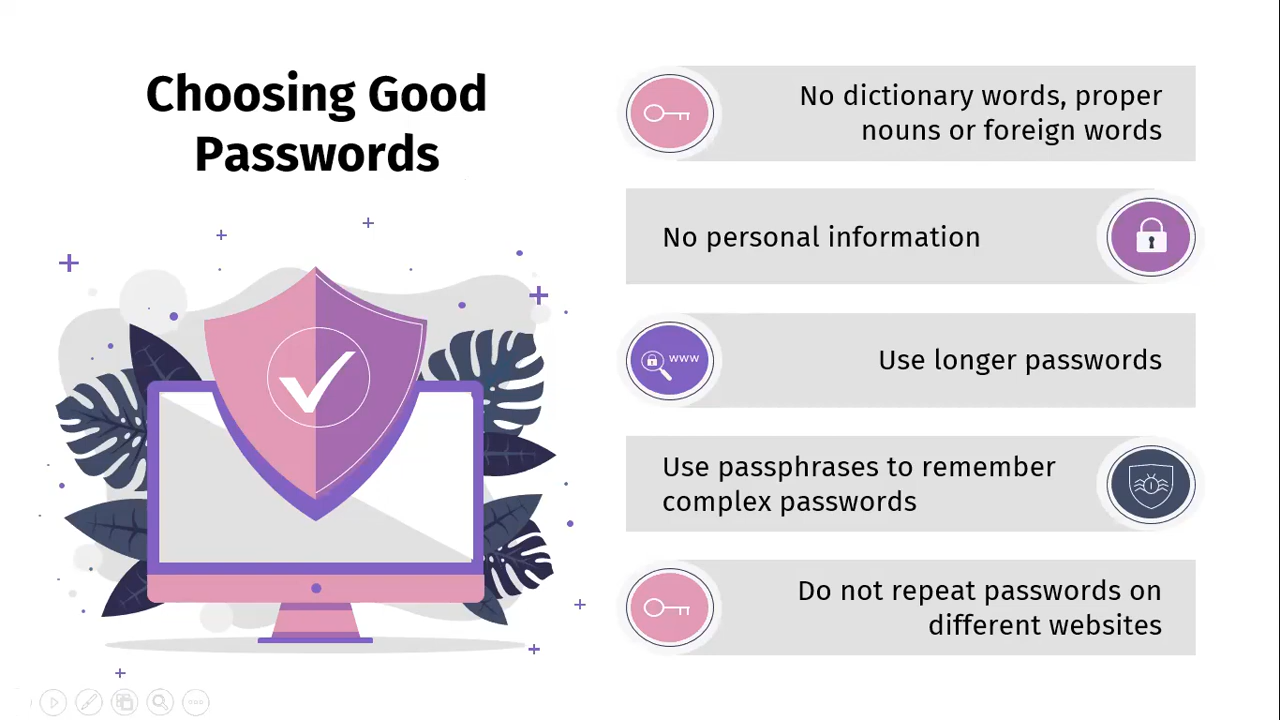 Choosing Good
Passwords
No dictionary words, proper
nouns or foreign words
No personal information
www
Use longer passwords
Use passphrases to remember
complex passwords
Do not repeat passwords on
different websites